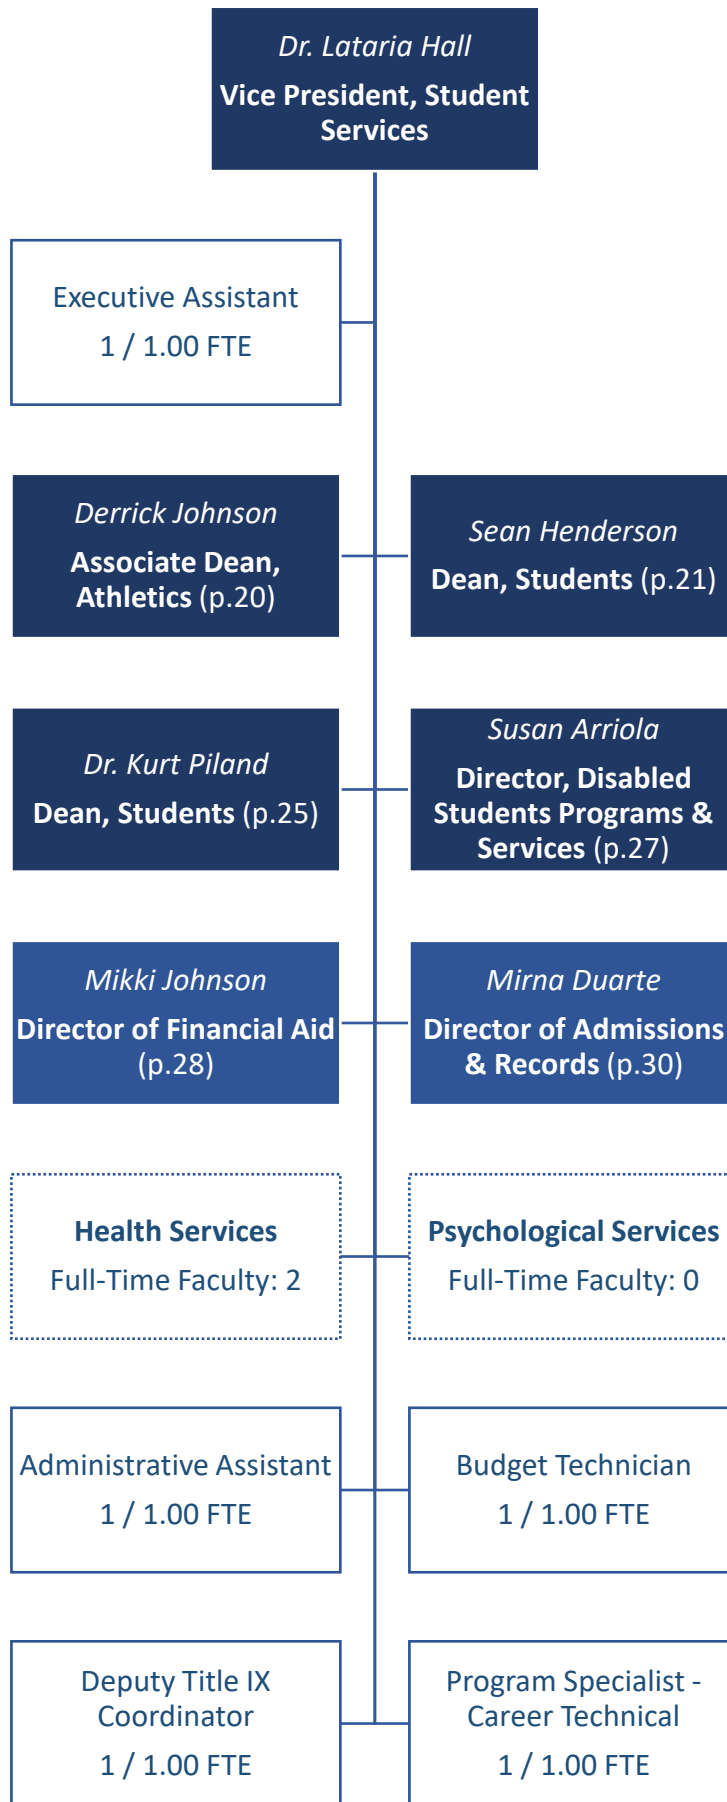 Dr. Lataria Hall
Vice President, Student
Services
Executive Assistant
1 / 1.00 FTE
Derrick Johnson
Associate Dean,
Athletics (p.20)
Sean Henderson
Dean, Students (p.21)
Dr. Kurt Piland
Dean, Students (p.25)
Susan Arriola
Director, Disabled
Students Programs &
Services (p.27)
Mikki Johnson
Director of Financial Aid
(p.28)
Mirna Duarte
Director of Admissions
& Records (p.30)
Health Services
Full-Time Faculty: 2
Psychological Services
Full-Time Faculty: 0
Administrative Assistant
1 / 1.00 FTE
Budget Technician
1 / 1.00 FTE
Deputy Title IX
Coordinator
1 / 1.00 FTE
Program Specialist -
Career Technical
1 / 1.00 FTE